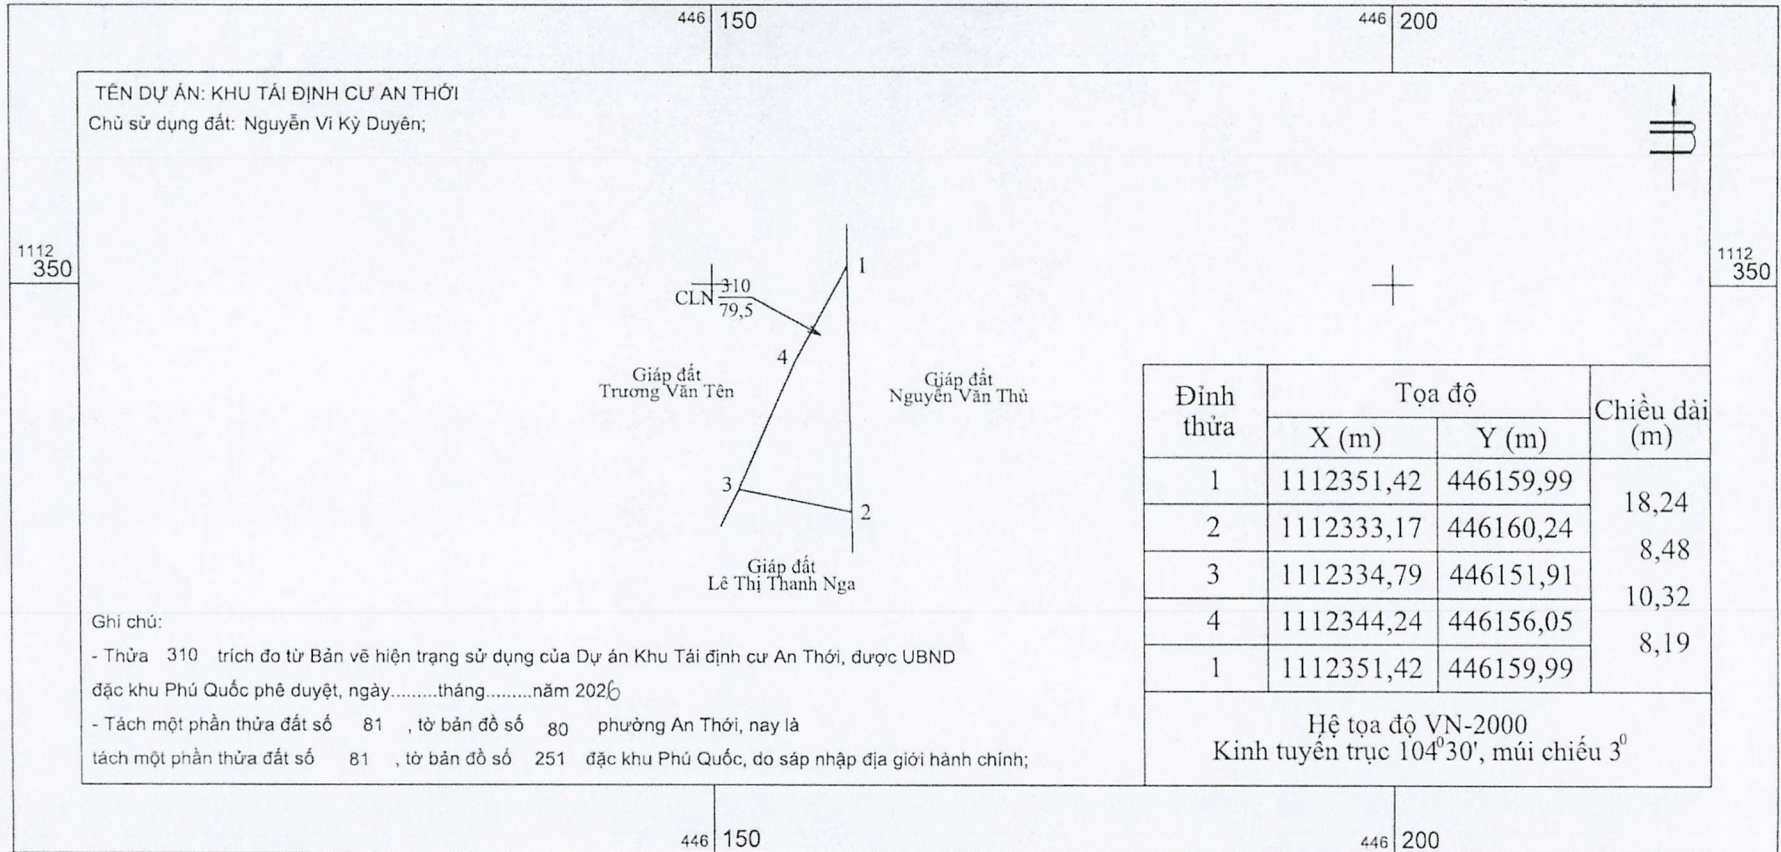 446 150
446 200
TÊN DỰ ÁN: KHU TÁI ĐỊNH CƯ AN THỚI
Chủ sử dụng đất: Nguyễn Vi Kỳ Duyên;
B
1112
350
1112
350
1
310
CLN
79,5
4
Giáp đất
Trương Văn Tên
Giáp đất
Nguyễn Văn Thủ
3
2
Giáp đất
Lê Thị Thanh Nga
Đỉnh thửa Tọa độ Chiều dài (m)
X (m) Y (m)
1 1112351,42 446159,99
18,24
2 1112333,17 446160,24
8,48
3 1112334,79 446151,91
10,32
4 1112344,24 446156,05
8,19
1 1112351,42 446159,99
Hệ tọa độ VN-2000
Kinh tuyến trục 104⁰30', múi chiếu 3⁰
Ghi chú:
- Thửa 310 trích đo từ Bản vẽ hiện trạng sử dụng của Dự án Khu Tái định cư An Thới, được UBND
đặc khu Phú Quốc phê duyệt, ngày.........tháng.........năm 2026
- Tách một phần thửa đất số 81 , tờ bản đồ số 80 phường An Thới, nay là
tách một phần thửa đất số 81 , tờ bản đồ số 251 đặc khu Phú Quốc, do sáp nhập địa giới hành chính;
446 150
446 200